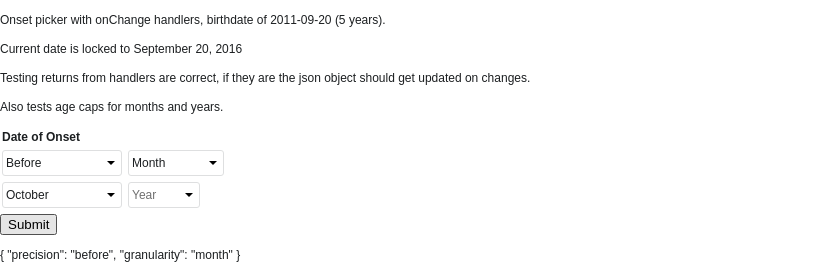 Onset picker with onChange handlers, birthdate of 2011-09-20 (5 years).
Current date is locked to September 20, 2016
Testing returns from handlers are correct, if they are the json object should get updated on changes.
Also tests age caps for months and years.
Date of Onset
Before Month
October Year
Submit
{ "precision": "before", "granularity": "month" }